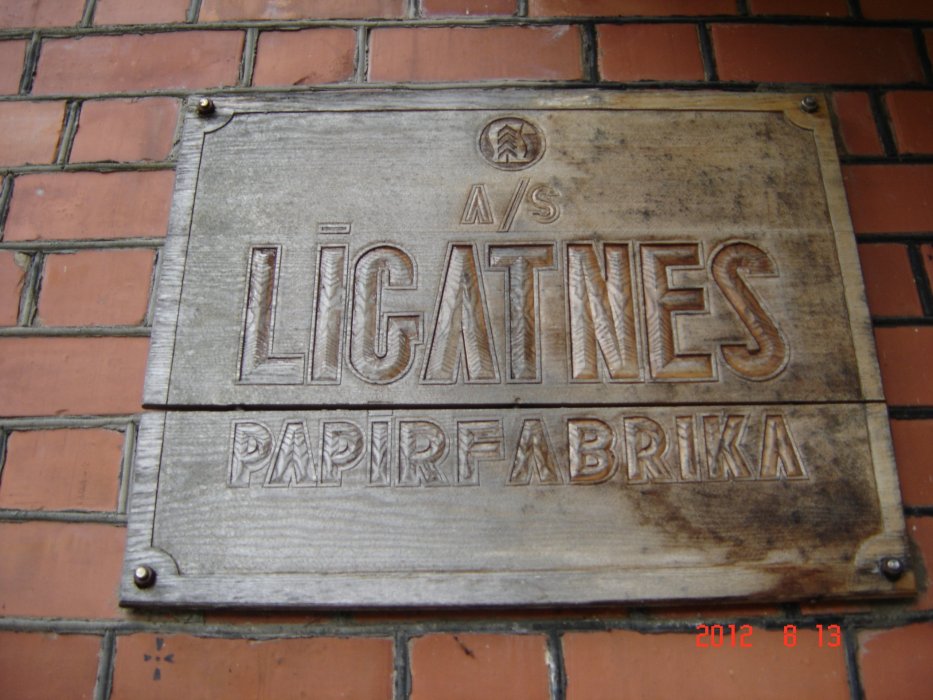 A/S
LĪGATNES
PAPĪRFABRIKA
2012 8 13